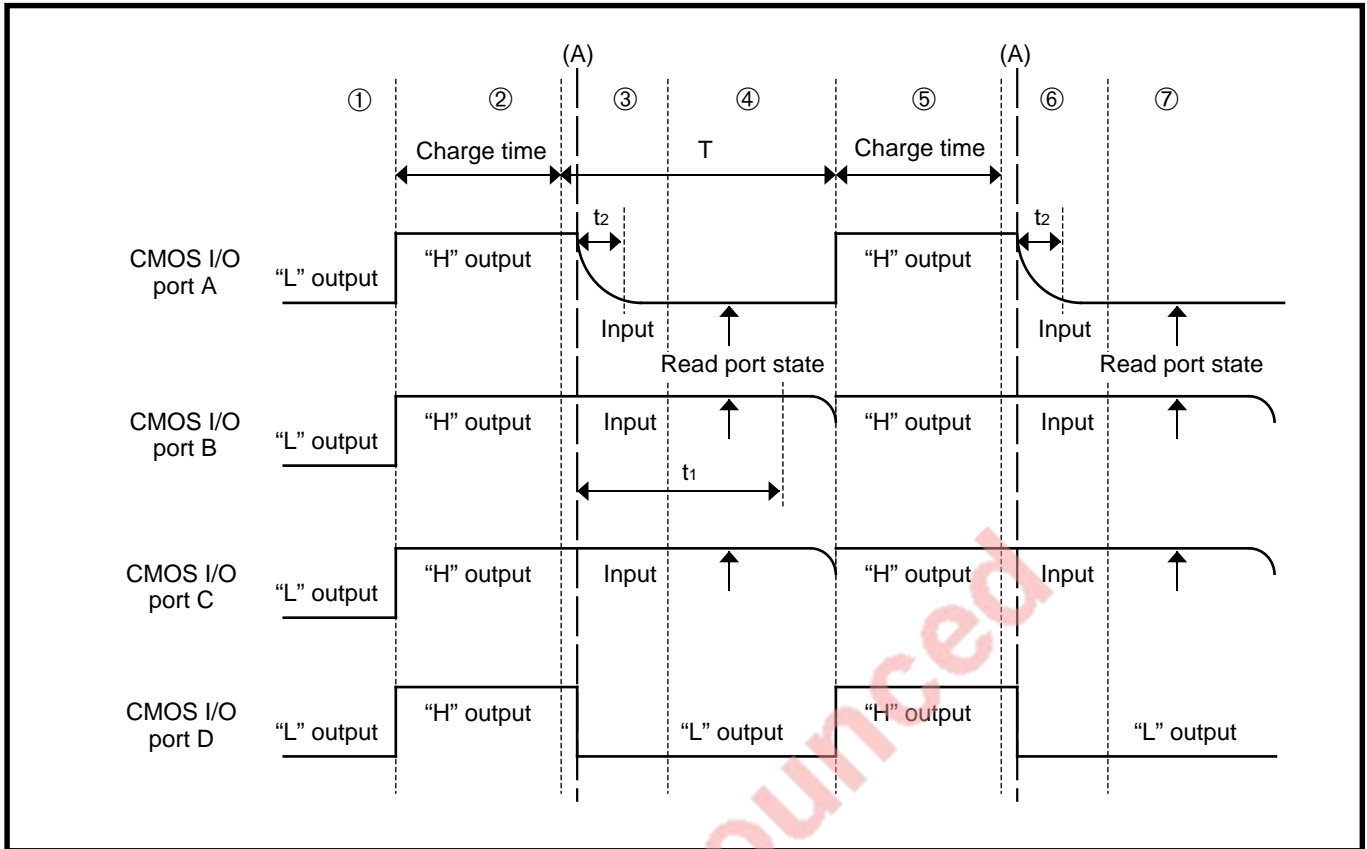 (A) (A)
① ② ③ ④ ⑤ ⑥ ⑦
Charge time T Charge time
t2 t2
CMOS I/O
port A
“L” output “H” output “H” output
Input Input
Read port state Read port state
CMOS I/O
port B
“L” output “H” output Input “H” output Input
t1
CMOS I/O
port C
“L” output “H” output Input “H” output Input
CMOS I/O
port D
“L” output “H” output “L” output “H” output “L” output
ounced